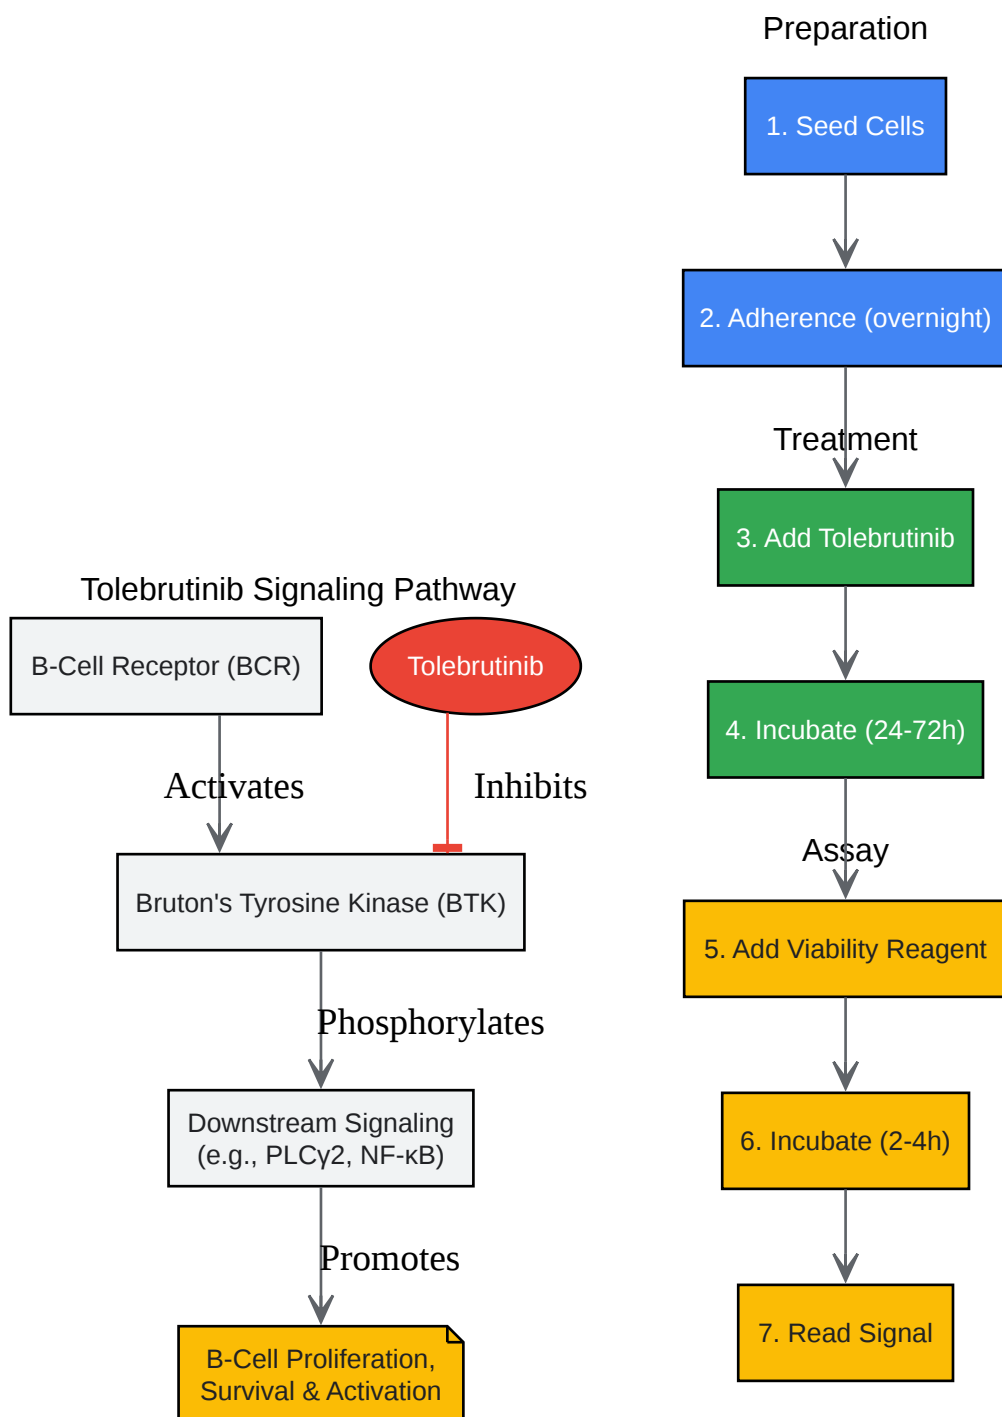 Preparation
1. Seed Cells
2. Adherence (overnight)
Treatment
3. Add Tolebrutinib
4. Incubate (24-72h)
Assay
5. Add Viability Reagent
6. Incubate (2-4h)
7. Read Signal
Tolebrutinib Signaling Pathway
B-Cell Receptor (BCR)
Tolebrutinib
Activates
Inhibits
Bruton's Tyrosine Kinase (BTK)
Phosphorylates
Downstream Signaling
(e.g., PLCγ2, NF-κB)
Promotes
B-Cell Proliferation,
Survival & Activation